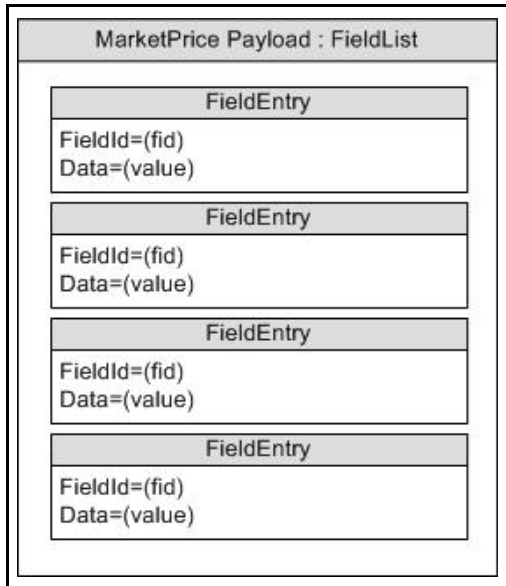 MarketPrice Payload : FieldList
FieldEntry
FieldId=(fid)
Data=(value)
FieldEntry
FieldId=(fid)
Data=(value)
FieldEntry
FieldId=(fid)
Data=(value)
FieldEntry
FieldId=(fid)
Data=(value)